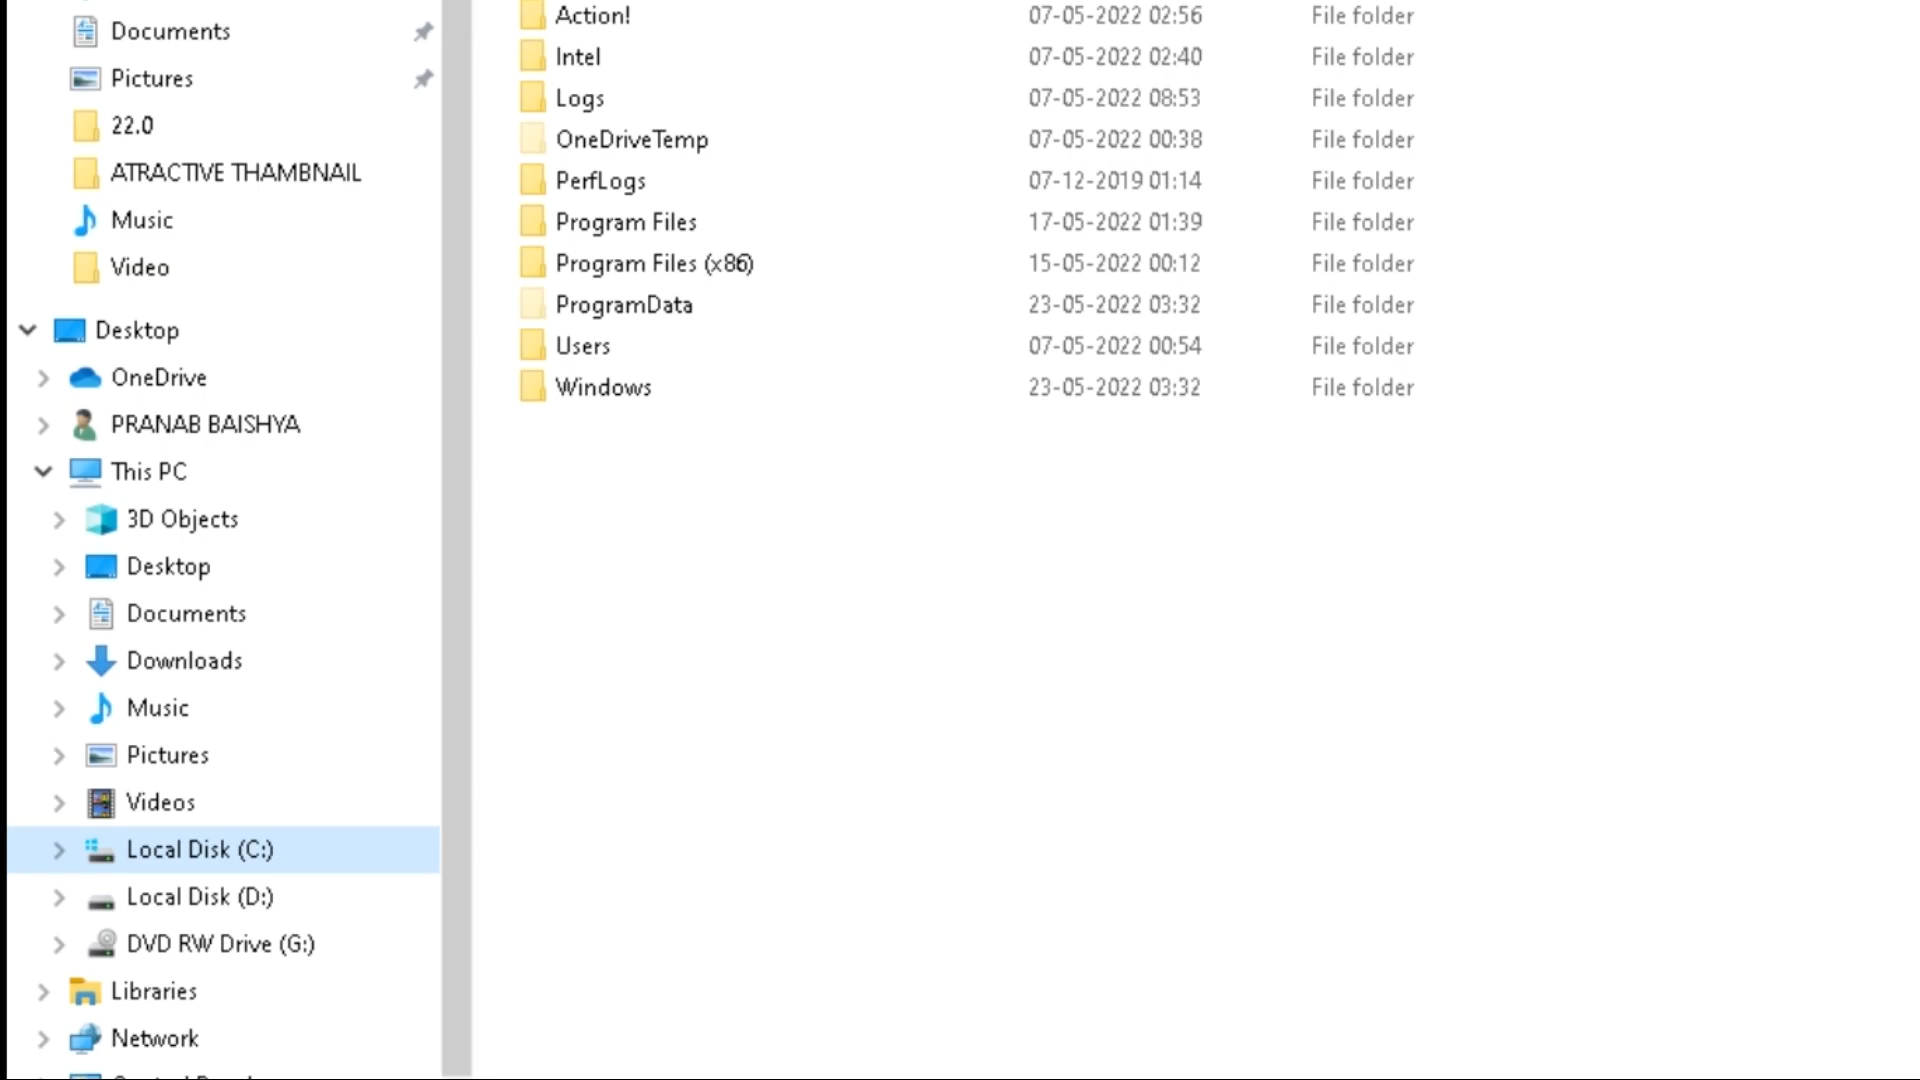 Documents
Pictures
22.0
ATRACTIVE THAMBNAIL
Music
Video
Desktop
OneDrive
PRANAB BAISHYA
This PC
3D Objects
Desktop
Documents
Downloads
Music
Pictures
Videos
Local Disk (C:)
Local Disk (D:)
DVD RW Drive (G:)
Libraries
Network
Action! 07-05-2022 02:56 File folder
Intel 07-05-2022 02:40 File folder
Logs 07-05-2022 08:53 File folder
OneDriveTemp 07-05-2022 00:38 File folder
PerfLogs 07-12-2019 01:14 File folder
Program Files 17-05-2022 01:39 File folder
Program Files (x86) 15-05-2022 00:12 File folder
ProgramData 23-05-2022 03:32 File folder
Users 07-05-2022 00:54 File folder
Windows 23-05-2022 03:32 File folder